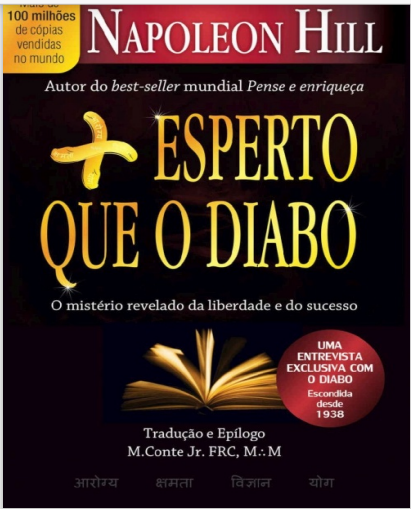 Mais de
100 milhões
de cópias
vendidas
no mundo
NAPOLEON HILL
Autor do best-seller mundial Pense e enriqueça
+ ESPERTO
QUE O DIABO
O mistério revelado da liberdade e do sucesso
UMA
ENTREVISTA
EXCLUSIVA COM
O DIABO
Escondida
desde
1938
Tradução e Epílogo
M.Conte Jr. FRC, M∴M
आरोग्य क्षमता विज्ञान योग